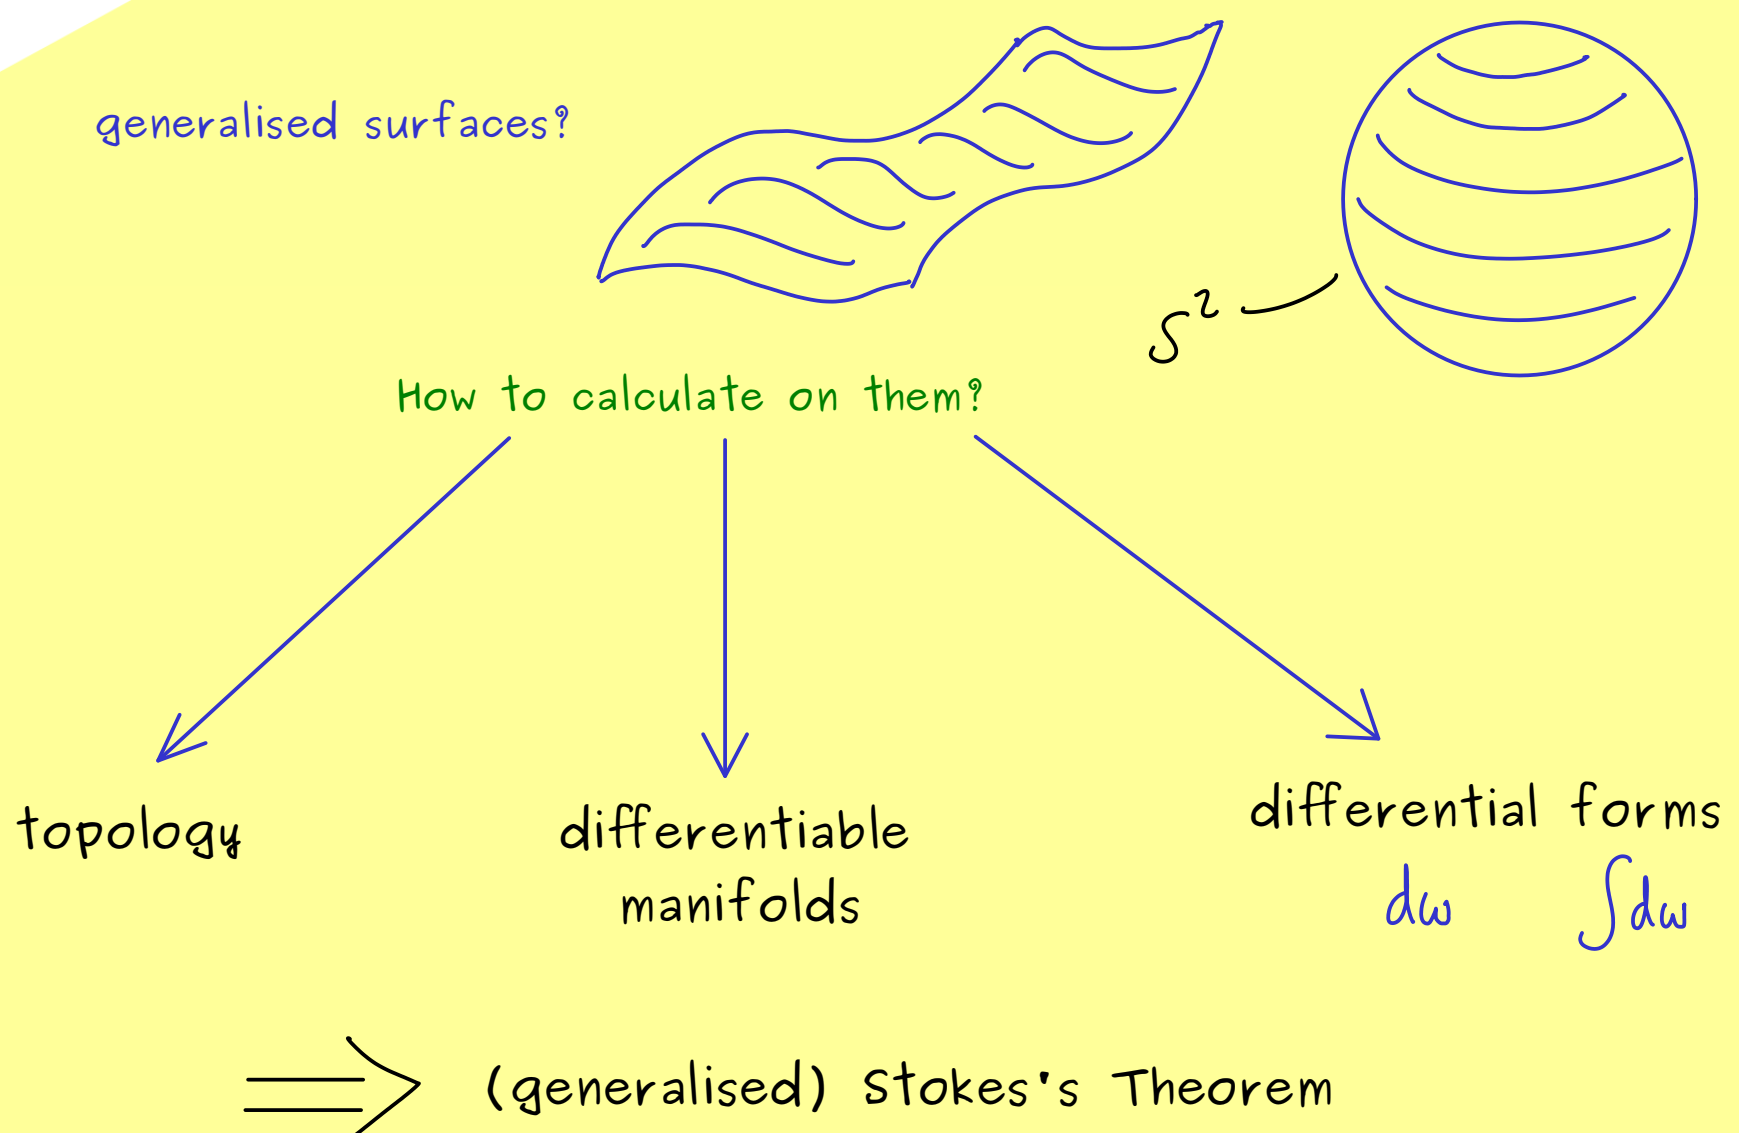 generalised surfaces?
S²
How to calculate on them?
topology
differentiable
manifolds
differential forms
dω ∫dω
⇒ (generalised) Stokes's Theorem